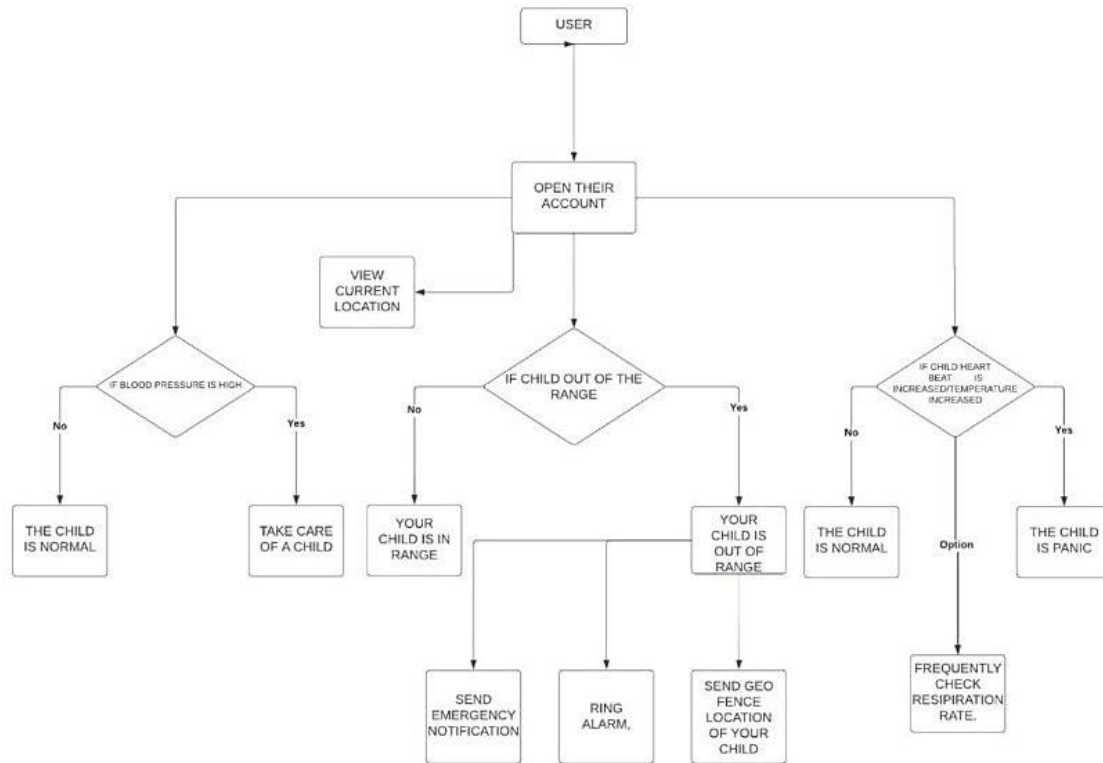 USER
OPEN THEIR
ACCOUNT
VIEW
CURRENT
LOCATION
IF BLOOD PRESSURE IS HIGH
IF CHILD OUT OF THE
RANGE
IF CHILD HEART
BEAT IS
INCREASED/TEMPERATURE
INCREASED
No
Yes
No
Yes
No
Yes
Option
THE CHILD
IS NORMAL
TAKE CARE
OF A CHILD
YOUR
CHILD IS IN
RANGE
YOUR
CHILD IS
OUT OF
RANGE
THE CHILD
IS NORMAL
THE CHILD
IS PANIC
SEND
EMERGENCY
NOTIFICATION
RING
ALARM,
SEND GEO
FENCE
LOCATION
OF YOUR
CHILD
FREQUENTLY
CHECK
RESIPIRATION
RATE.